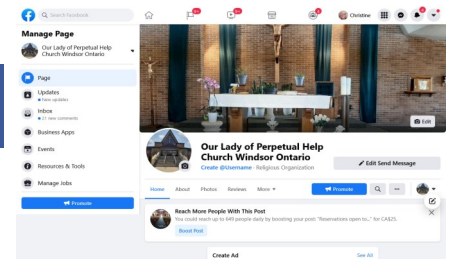 Search Facebook
9+
9+
Christine
Manage Page
Our Lady of Perpetual Help
Church Windsor Ontario
Page
Updates
New updates
Inbox
21 new comments
Business Apps
Events
Resources & Tools
Manage Jobs
Promote
Edit
Our Lady of Perpetual Help
Church Windsor Ontario
Create @Username · Religious Organization
Edit Send Message
Home About Photos Reviews More
Promote
Reach More People With This Post
You could reach up to 649 people daily by boosting your post: "Reservations open to..." for CA$25.
Boost Post
Create Ad See All